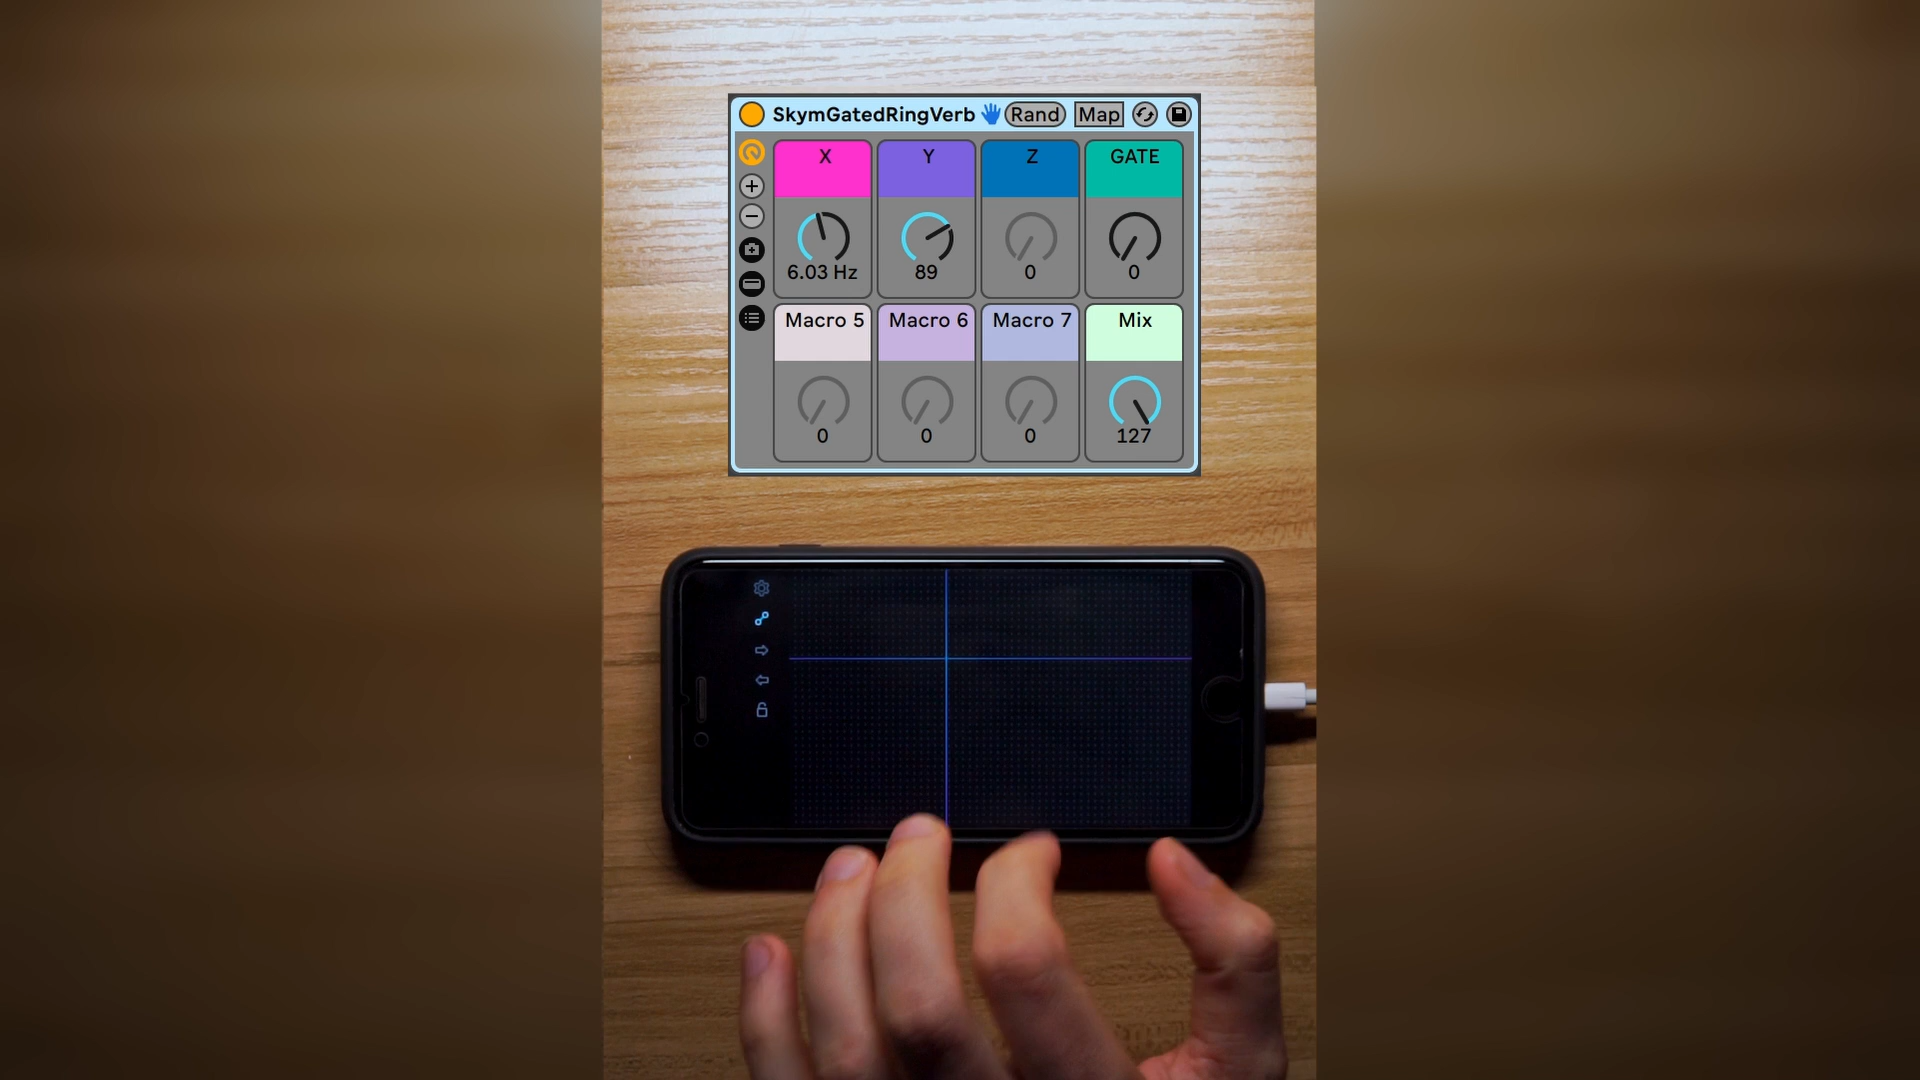 SkymGatedRingVerb Rand Map
X Y Z GATE
6.03 Hz 89 0 0
Macro 5 Macro 6 Macro 7 Mix
0 0 0 127